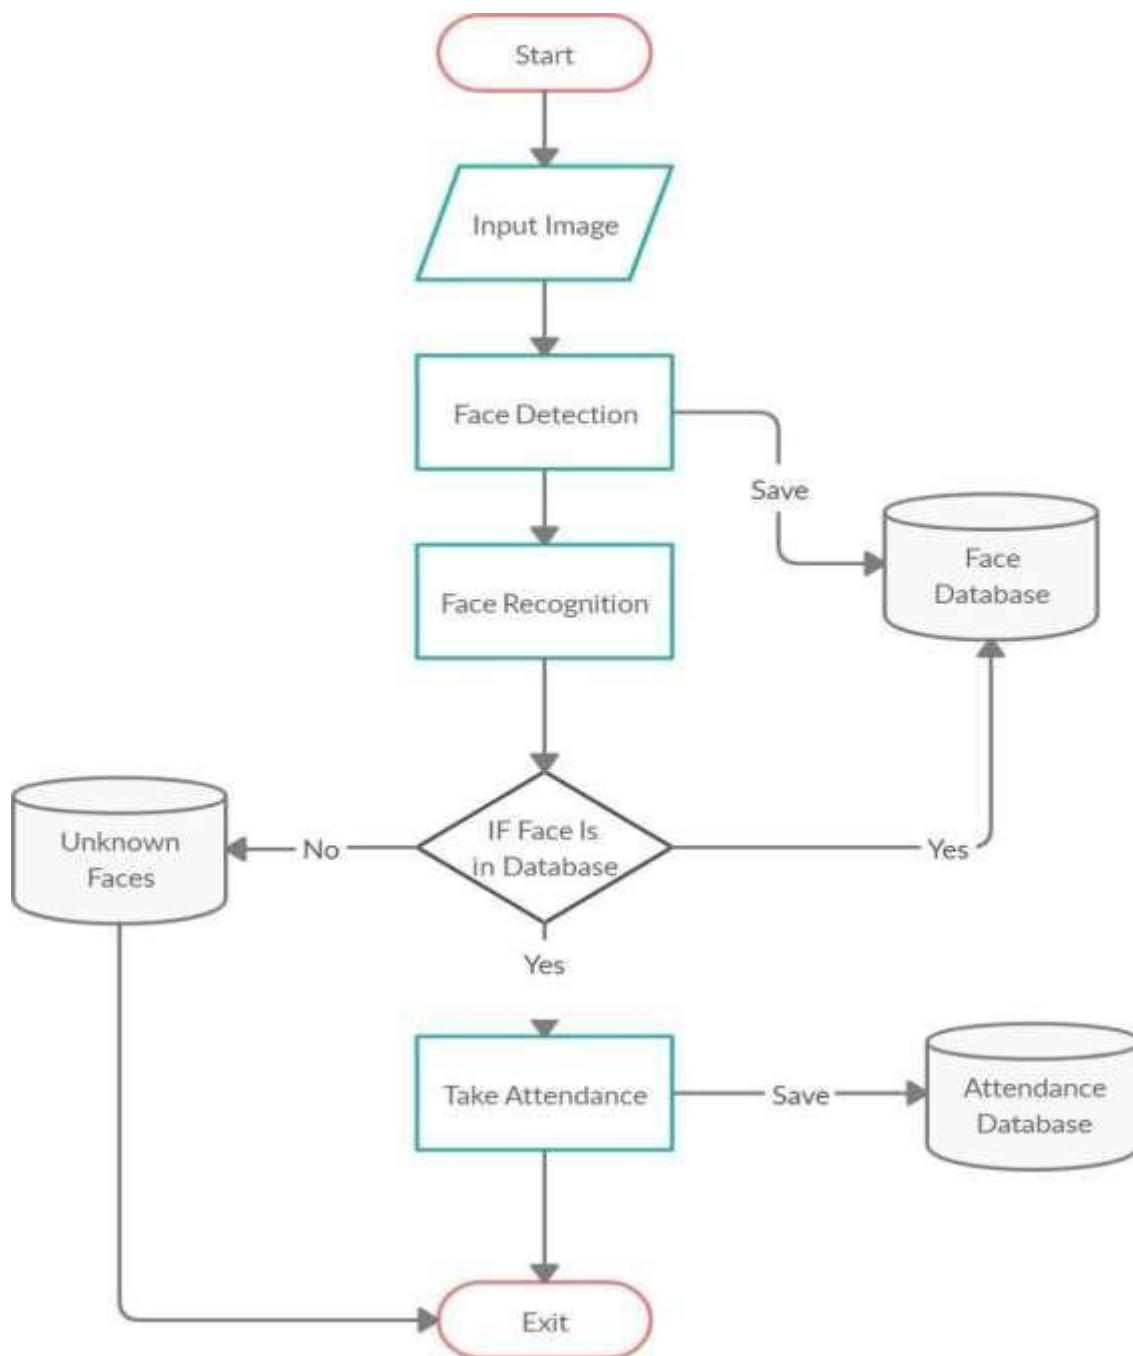 Start
Input Image
Face Detection
Save
Face
Database
Face Recognition
IF Face Is
in Database
No
Unknown
Faces
Yes
Yes
Take Attendance
Save
Attendance
Database
Exit